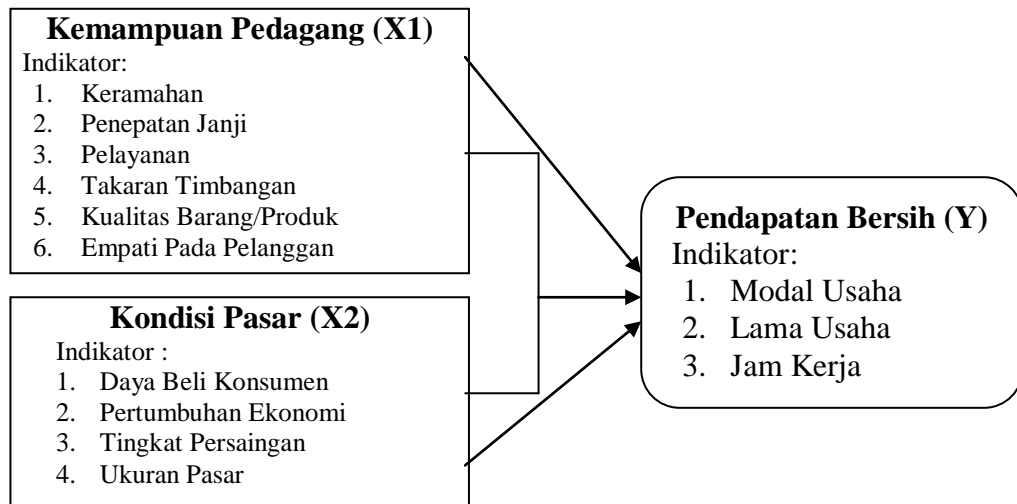 Kemampuan Pedagang (X1)
Indikator:
1. Keramahan
2. Penepatan Janji
3. Pelayanan
4. Takaran Timbangan
5. Kualitas Barang/Produk
6. Empati Pada Pelanggan
Kondisi Pasar (X2)
Indikator :
1. Daya Beli Konsumen
2. Pertumbuhan Ekonomi
3. Tingkat Persaingan
4. Ukuran Pasar
Pendapatan Bersih (Y)
Indikator:
1. Modal Usaha
2. Lama Usaha
3. Jam Kerja